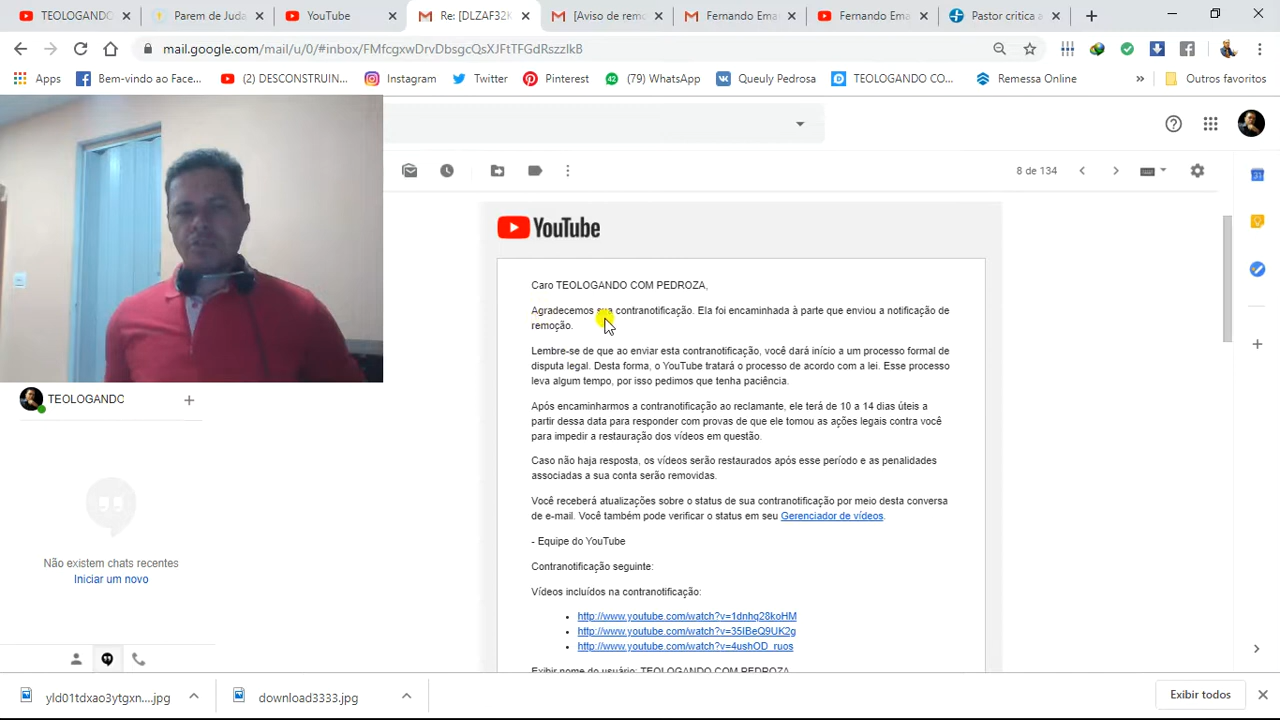 TEOLOGANDO
Parem de Juda
YouTube
Re: [DLZAF32K
[Aviso de remo
Fernando Ema
Fernando Ema
Pastor critica a
mail.google.com/mail/u/0/#inbox/FMfcgxwDrvDbsgcQsXJFtTFGdRszzlkB
Apps
Bem-vindo ao Face...
(2) DESCONSTRUIN...
Instagram
Twitter
Pinterest
(79) WhatsApp
Queuly Pedrosa
TEOLOGANDO CO...
Remessa Online
»
Outros favoritos
8 de 134
YouTube
Caro TEOLOGANDO COM PEDROZA,
Agradecemos sua contranotificação. Ela foi encaminhada à parte que enviou a notificação de
remoção.
Lembre-se de que ao enviar esta contranotificação, você dará início a um processo formal de
disputa legal. Desta forma, o YouTube tratará o processo de acordo com a lei. Esse processo
leva algum tempo, por isso pedimos que tenha paciência.
Após encaminharmos a contranotificação ao reclamante, ele terá de 10 a 14 dias úteis a
partir dessa data para responder com provas de que ele tomou as ações legais contra você
para impedir a restauração dos vídeos em questão.
Caso não haja resposta, os vídeos serão restaurados após esse período e as penalidades
associadas a sua conta serão removidas.
Você receberá atualizações sobre o status de sua contranotificação por meio desta conversa
de e-mail. Você também pode verificar o status em seu Gerenciador de vídeos.
- Equipe do YouTube
Contranotificação seguinte:
Vídeos incluídos na contranotificação:
http://www.youtube.com/watch?v=1dnhq28koHM
http://www.youtube.com/watch?v=35IBeQ9UK2g
http://www.youtube.com/watch?v=4ushOD_ruos
Exibir nome do usuário: TEOLOGANDO COM PEDROZA
TEOLOGANDO
Não existem chats recentes
Iniciar um novo
yld01tdxao3ytgxn....jpg
download3333.jpg
Exibir todos